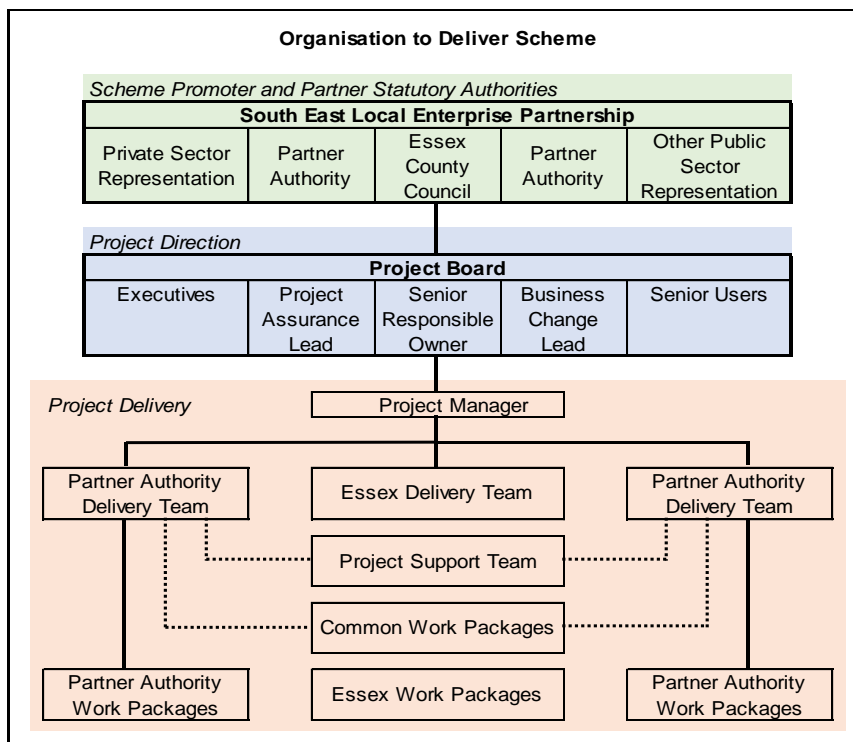 Organisation to Deliver Scheme
Scheme Promoter and Partner Statutory Authorities
South East Local Enterprise Partnership
Private Sector
Representation
Partner
Authority
Essex
County
Council
Partner
Authority
Other Public
Sector
Representation
Project Direction
Project Board
Executives
Project
Assurance
Lead
Senior
Responsible
Owner
Business
Change
Lead
Senior Users
Project Delivery
Project Manager
Partner Authority
Delivery Team
Essex Delivery Team
Partner Authority
Delivery Team
Project Support Team
Common Work Packages
Partner Authority
Work Packages
Essex Work Packages
Partner Authority
Work Packages